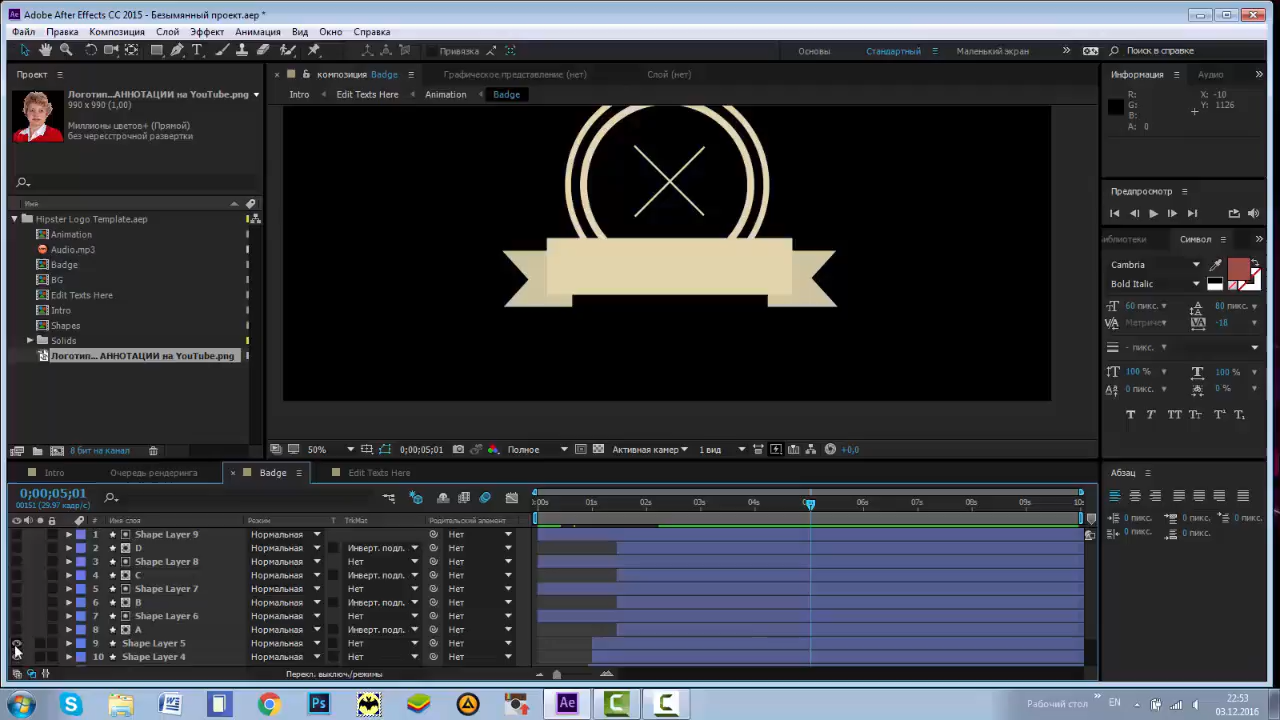 Adobe After Effects CC 2015 - Безымянный проект.aep *
Файл Правка Композиция Слой Эффект Анимация Вид Окно Справка
Привязка
Основы Стандартный Маленький экран Поиск в справке
Проект
композиция Badge
Графическое представление (нет)
Слой (нет)
Информация Аудио
Логотип...АННОТАЦИИ на YouTube.png
990 x 990 (1,00)
Миллионы цветов+ (Прямой)
без чересстрочной развертки
Intro Edit Texts Here Animation Badge
R:
G:
B:
A: 0
X: -10
Y: 1126
Имя
Hipster Logo Template.aep
Animation
Audio.mp3
Badge
BG
Edit Texts Here
Intro
Shapes
Solids
Логотип... АННОТАЦИИ на YouTube.png
Предпросмотр
иблиотеки Символ
Cambria
Bold Italic
60 пикс. 80 пикс.
Метриче -18
- пикс.
100 % 100 %
0 пикс. 0 %
T T TT Tт T¹ T₁
8 бит на канал
50% 0;00;05;01 Полное Активная камер 1 вид +0,0
Intro Очередь рендеринга Badge Edit Texts Here
Абзац
0;00;05;01
00151 (29.97 кадр/с)
:00s 01s 02s 03s 04s 06s 07s 08s 09s 10s
# Имя слоя Режим T TrkMat Родительский элемент
1 Shape Layer 9 Нормальная Нет
2 D Нормальная Инверт. подл. Нет
3 Shape Layer 8 Нормальная Нет Нет
4 C Нормальная Инверт. подл. Нет
5 Shape Layer 7 Нормальная Нет Нет
6 B Нормальная Инверт. подл. Нет
7 Shape Layer 6 Нормальная Нет Нет
8 A Нормальная Инверт. подл. Нет
9 Shape Layer 5 Нормальная Нет Нет
10 Shape Layer 4 Нормальная Нет Нет
0 пикс. 0 пикс. 0 пикс.
0 пикс. 0 пикс.
Перекл. выключ/режимы
Рабочий стол EN 22:53
03.12.2016